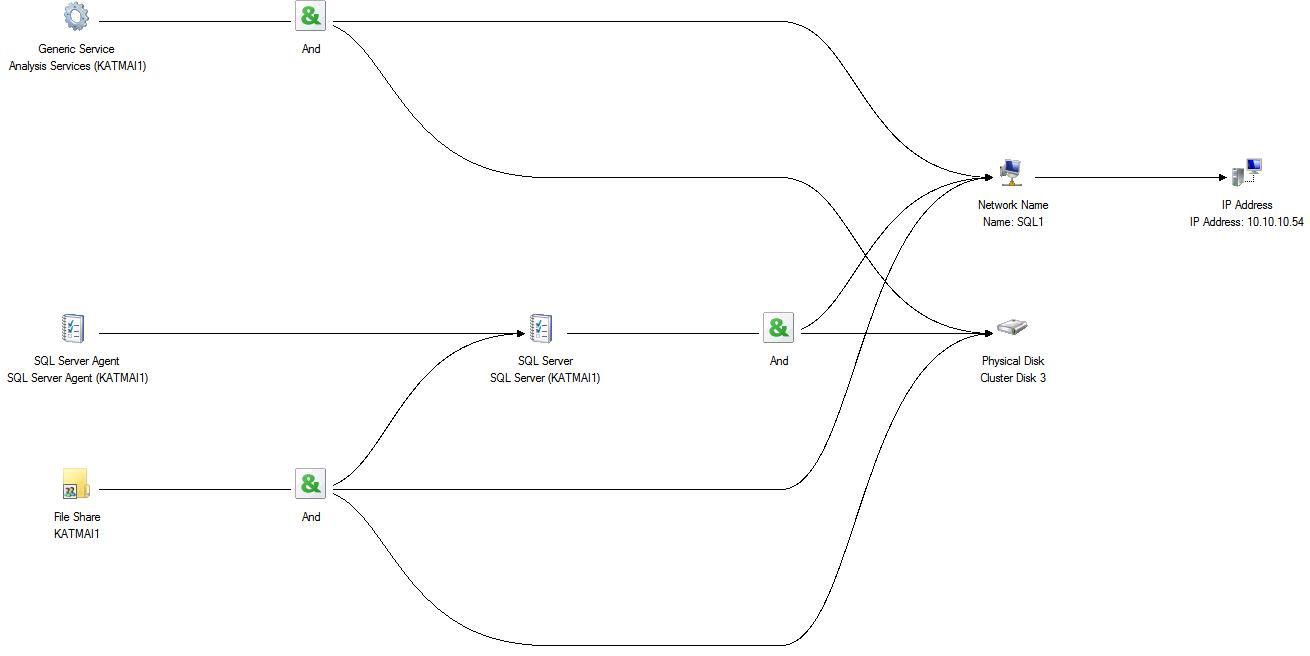 &
And
Generic Service
Analysis Services (KATMAI1)
Network Name
Name: SQL1
IP Address
IP Address: 10.10.10.54
SQL Server Agent
SQL Server Agent (KATMAI1)
SQL Server
SQL Server (KATMAI1)
&
And
Physical Disk
Cluster Disk 3
&
And
File Share
KATMAI1